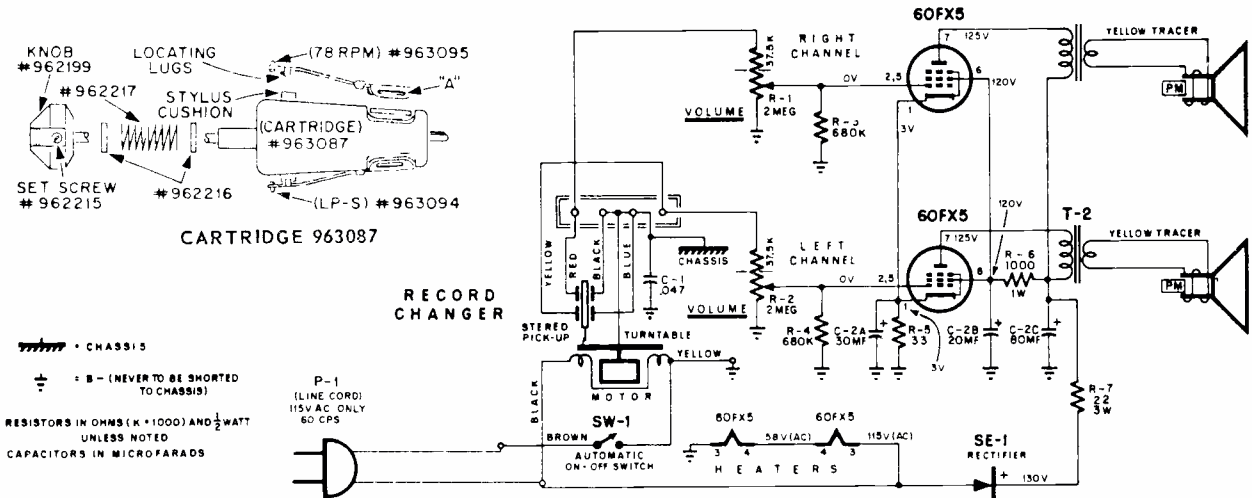 KNOB
#962199
LOCATING
LUGS
(78 RPM) #963095
#962217
STYLUS
CUSHION
"A"
(CARTRIDGE)
#963087
SET SCREW
#962215
#962216
(LP-S) #963094
CARTRIDGE 963087
= CHASSIS
= B- (NEVER TO BE SHORTED
TO CHASSIS)
RESISTORS IN OHMS (K = 1000) AND 1/2 WATT
UNLESS NOTED
CAPACITORS IN MICROFARADS
P-1
(LINE CORD)
115V AC ONLY
60 CPS
RECORD
CHANGER
YELLOW
RED
BLACK
BLUE
C-1
.047
CHASSIS
STEREO
PICK-UP
TURNTABLE
YELLOW
MOTOR
BLACK
BROWN
SW-1
AUTOMATIC
ON-OFF SWITCH
37.5K
RIGHT
CHANNEL
R-1
2MEG
VOLUME
0V
R-3
680K
60FX5
7
125V
6
120V
2,5
1
3V
YELLOW TRACER
PM
37.5K
LEFT
CHANNEL
R-2
2MEG
VOLUME
0V
R-4
680K
60FX5
7
125V
120V
2,5
6
1
R-6
1000
1W
T-2
YELLOW TRACER
PM
C-2A
30MF
+
R-5
33
3V
C-2B
20MF
+
C-2C
80MF
+
R-7
22
3W
60FX5
60FX5
58V(AC)
115V(AC)
3
4
4
3
HEATERS
SE-1
RECTIFIER
+
130V